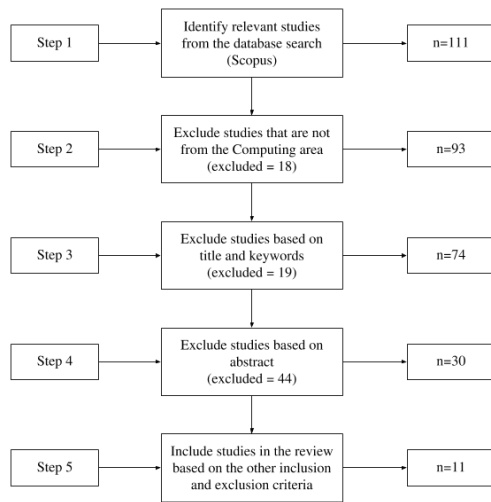 Step 1
Identify relevant studies
from the database search
(Scopus)
n=111
Step 2
Exclude studies that are not
from the Computing area
(excluded = 18)
n=93
Step 3
Exclude studies based on
title and keywords
(excluded = 19)
n=74
Step 4
Exclude studies based on
abstract
(excluded = 44)
n=30
Step 5
Include studies in the review
based on the other inclusion
and exclusion criteria
n=11